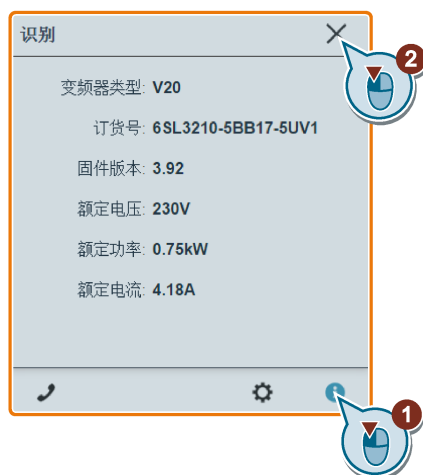 识别
2
变频器类型: V20
订货号: 6SL3210-5BB17-5UV1
固件版本: 3.92
额定电压: 230V
额定功率: 0.75kW
额定电流: 4.18A
1